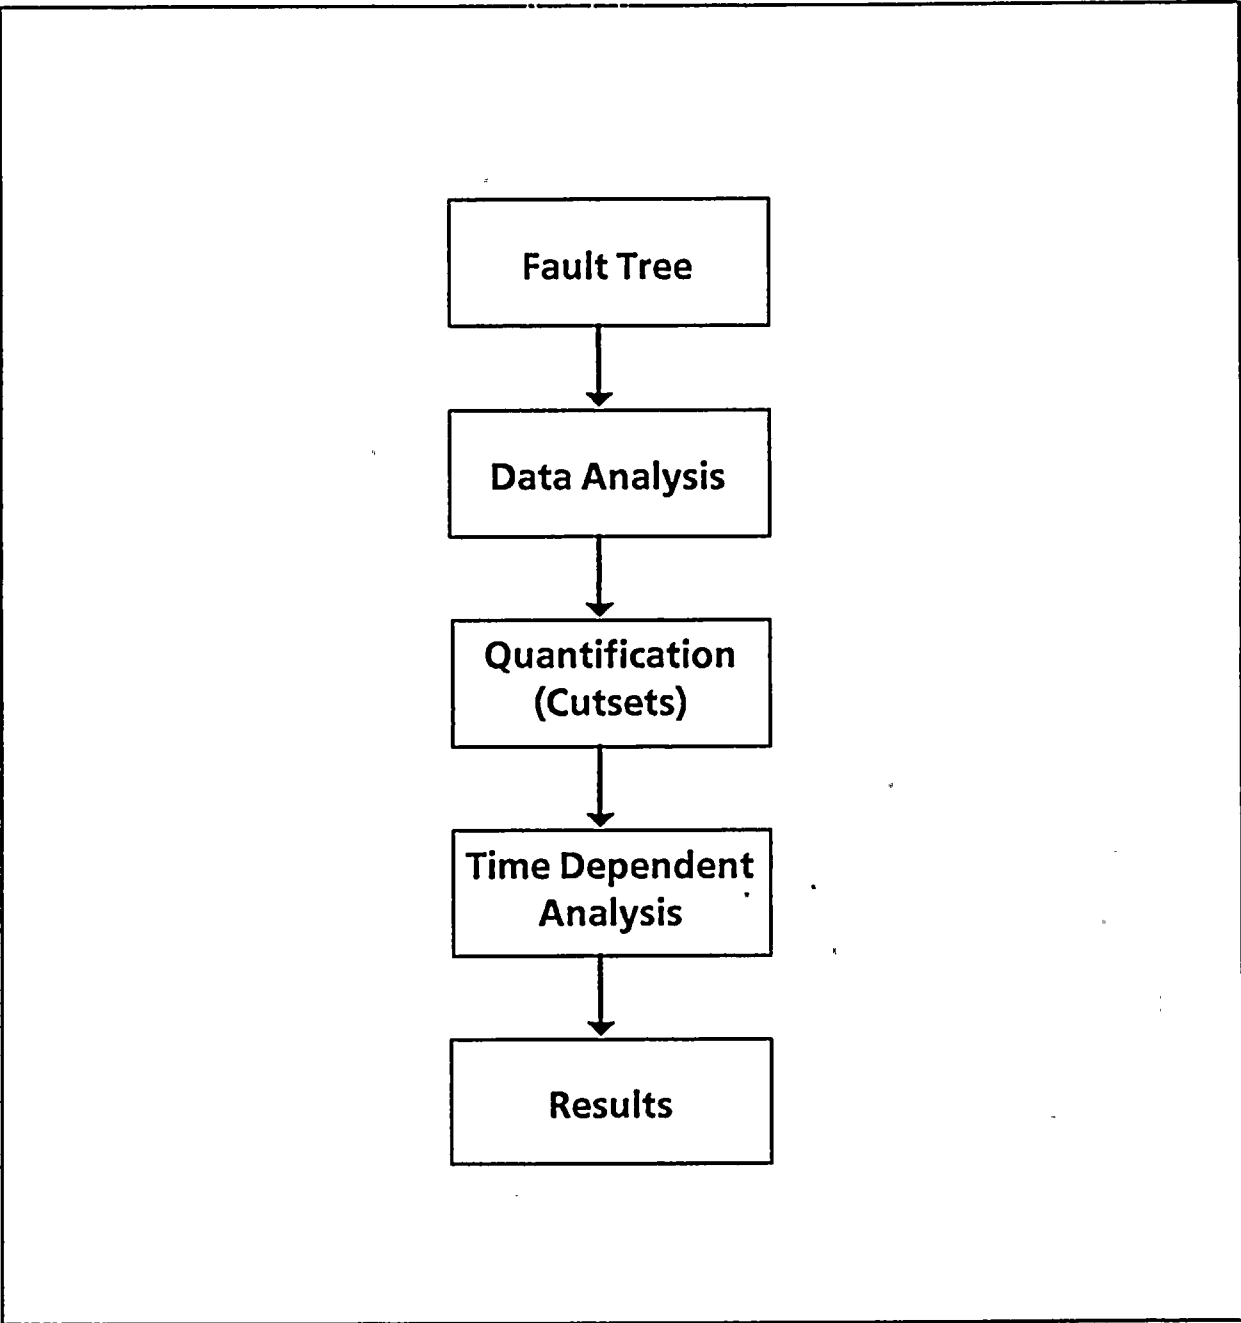 Fault Tree
Data Analysis
Quantification
(Cutsets)
Time Dependent
Analysis
Results